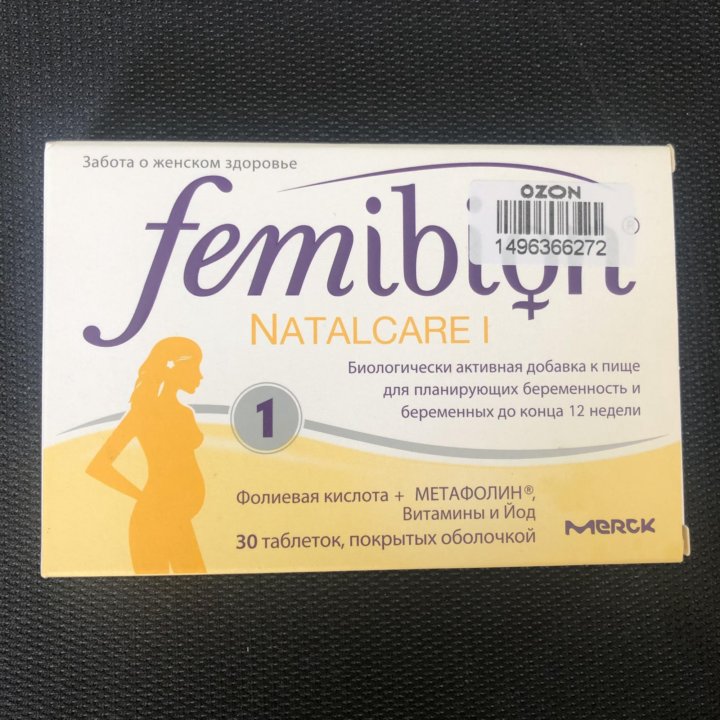 Забота о женском здоровье
OZON
1496366272
femibion®
NATALCARE I
Биологически активная добавка к пище
для планирующих беременность и
беременных до конца 12 недели
1
Фолиевая кислота + МЕТАФОЛИН®,
Витамины и Йод
30 таблеток, покрытых оболочкой
MERCK